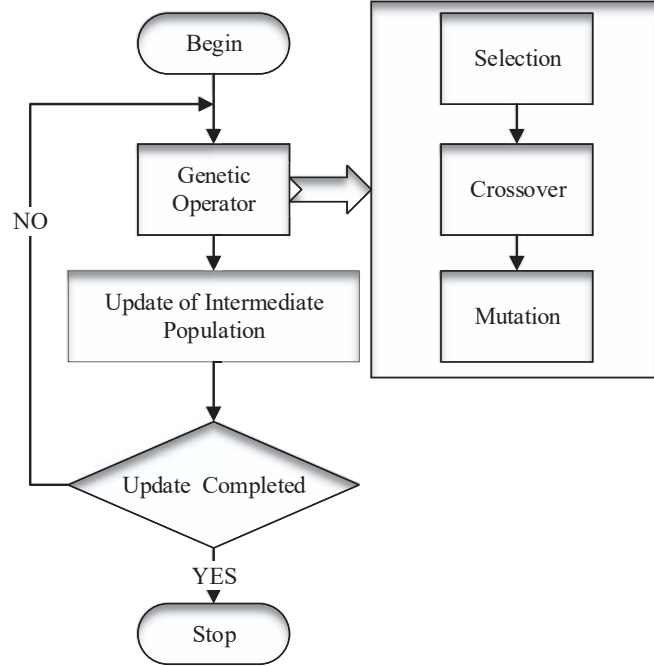 Begin
Genetic
Operator
Update of Intermediate
Population
Update Completed
NO
YES
Stop
Selection
Crossover
Mutation